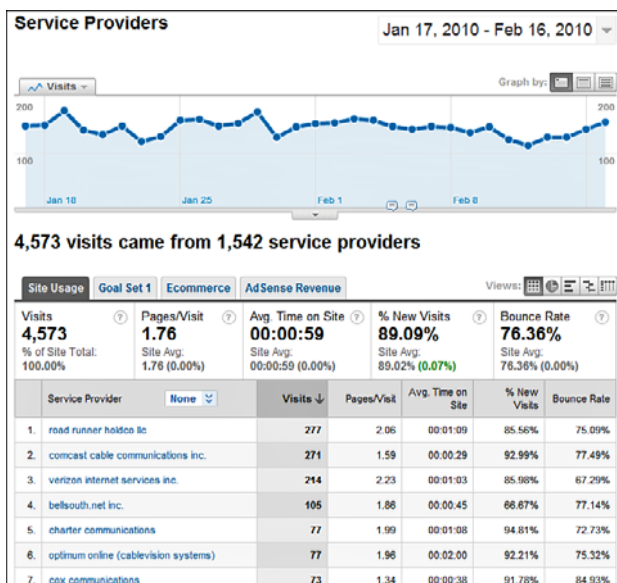 Service Providers
Jan 17, 2010 - Feb 16, 2010
Visits
Graph by:
200 200
100 100
Jan 18 Jan 25 Feb 1 Feb 8
4,573 visits came from 1,542 service providers
Site Usage Goal Set 1 Ecommerce AdSense Revenue Views:
Visits ? Pages/Visit ? Avg. Time on Site ? % New Visits ? Bounce Rate ?
4,573 1.76 00:00:59 89.09% 76.36%
% of Site Total: Site Avg: Site Avg: Site Avg: Site Avg:
100.00% 1.76 (0.00%) 00:00:59 (0.00%) 89.02% (0.07%) 76.36% (0.00%)
Service Provider None Visits ↓ Pages/Visit Avg. Time on Site % New Visits Bounce Rate
1. road runner holdco llc 277 2.06 00:01:09 85.56% 75.09%
2. comcast cable communications inc. 271 1.59 00:00:29 92.99% 77.49%
3. verizon internet services inc. 214 2.23 00:01:03 85.98% 67.29%
4. bellsouth.net inc. 105 1.86 00:00:45 66.67% 77.14%
5. charter communications 77 1.99 00:01:08 94.81% 72.73%
6. optimum online (cablevision systems) 77 1.96 00:02:00 92.21% 75.32%
7. cox communications 73 1.34 00:00:38 91.78% 84.93%